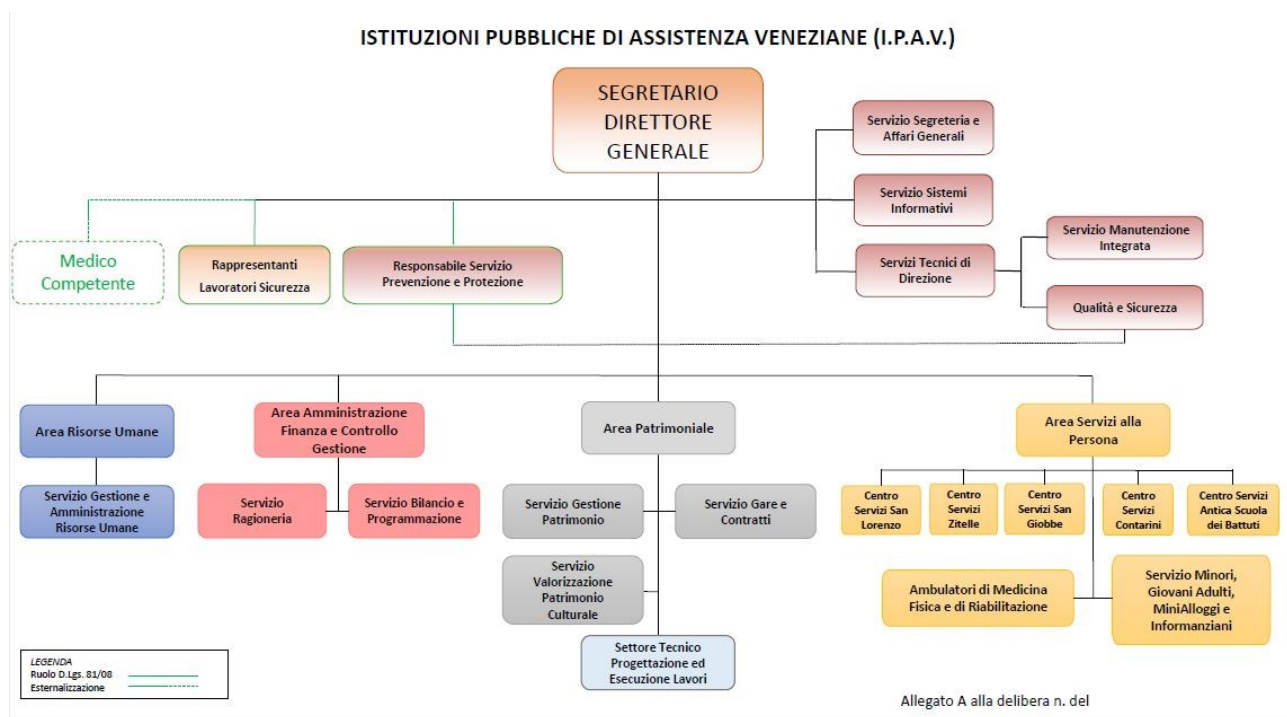 ISTITUZIONI PUBBLICHE DI ASSISTENZA VENEZIANE (I.P.A.V.)
SEGRETARIO
DIRETTORE
GENERALE
Servizio Segreteria e
Affari Generali
Servizio Sistemi
Informativi
Servizi Tecnici di
Direzione
Servizio Manutenzione
Integrata
Qualità e Sicurezza
Medico
Competente
Rappresentanti
Lavoratori Sicurezza
Responsabile Servizio
Prevenzione e Protezione
Area Risorse Umane
Area Amministrazione
Finanza e Controllo
Gestione
Area Patrimoniale
Area Servizi alla
Persona
Servizio Gestione e
Amministrazione
Risorse Umane
Servizio
Ragioneria
Servizio Bilancio e
Programmazione
Servizio Gestione
Patrimonio
Servizio Gare e
Contratti
Centro
Servizi San
Lorenzo
Centro
Servizi
Zitelle
Centro
Servizi San
Giobbe
Centro
Servizi
Contarini
Centro Servizi
Antica Scuola
dei Battuti
Servizio
Valorizzazione
Patrimonio
Culturale
Ambulatori di Medicina
Fisica e di Riabilitazione
Servizio Minori,
Giovani Adulti,
MiniAlloggi e
Informanziani
Settore Tecnico
Progettazione ed
Esecuzione Lavori
LEGENDA
Ruolo D.Lgs. 81/08
Esternalizzazione
Allegato A alla delibera n. del